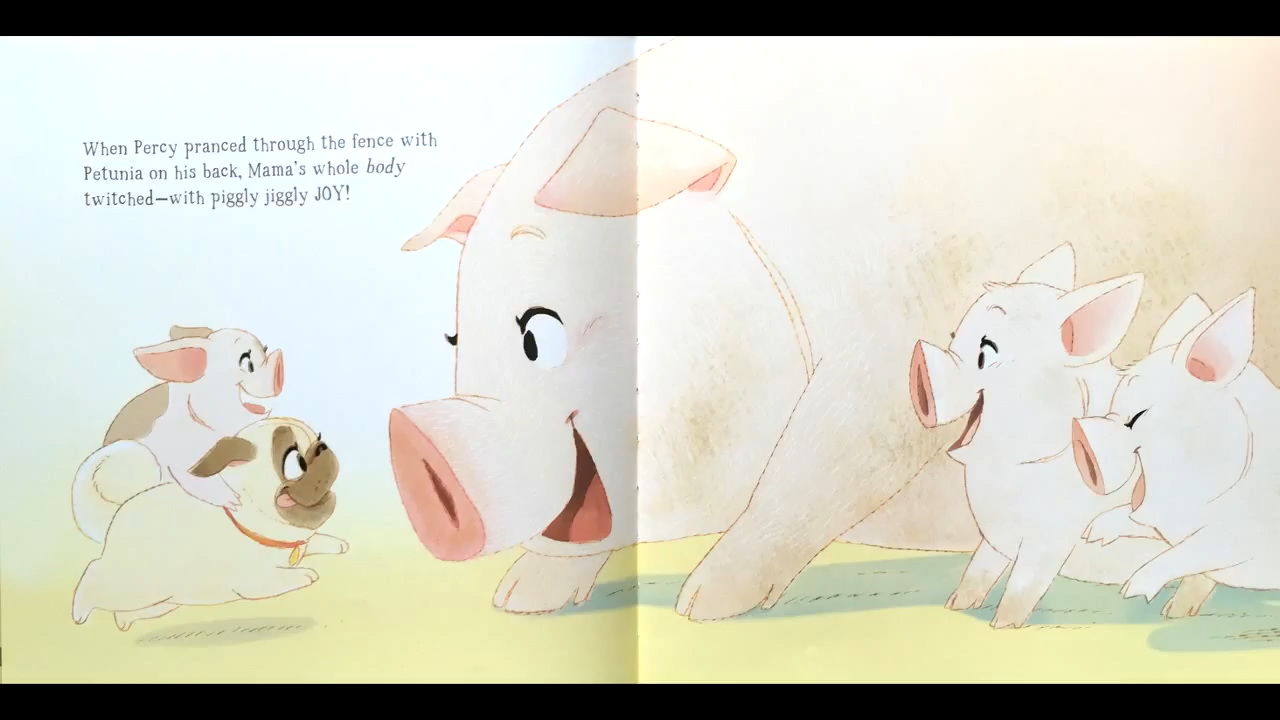 When Percy pranced through the fence with
Petunia on his back, Mama's whole body
twitched—with piggly jiggly JOY!